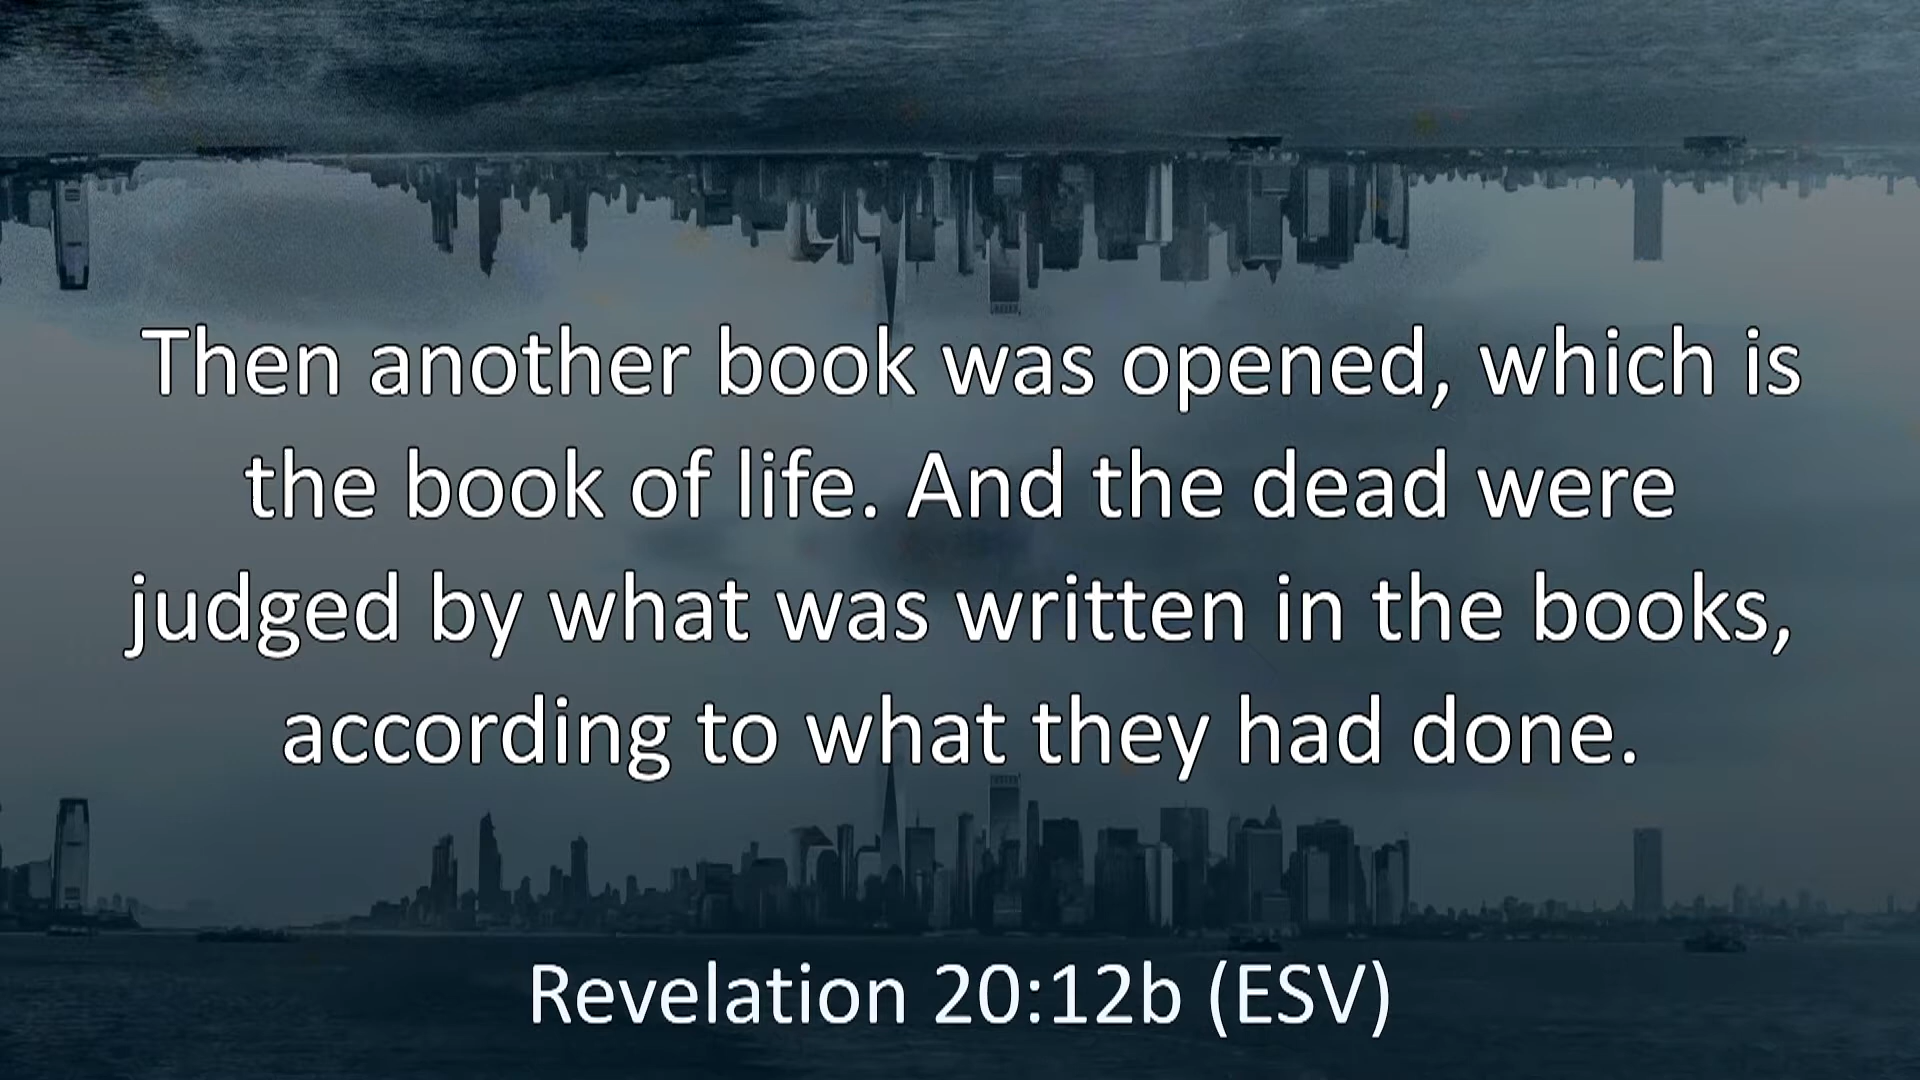 Then another book was opened, which is
the book of life. And the dead were
judged by what was written in the books,
according to what they had done.
Revelation 20:12b (ESV)